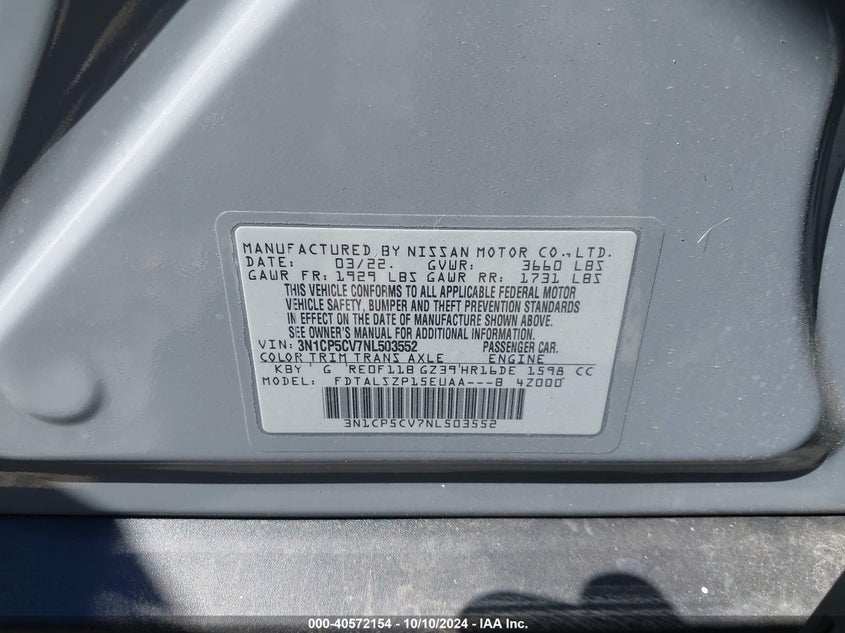 MANUFACTURED BY NISSAN MOTOR CO.,LTD.
DATE: 03/22. GVWR: 3660 LBS
GAWR FR: 1929 LBS GAWR RR: 1731 LBS
THIS VEHICLE CONFORMS TO ALL APPLICABLE FEDERAL MOTOR
VEHICLE SAFETY, BUMPER AND THEFT PREVENTION STANDARDS
IN EFFECT ON THE DATE OF MANUFACTURE SHOWN ABOVE.
SEE OWNER'S MANUAL FOR ADDITIONAL INFORMATION.
VIN: 3N1CP5CV7NL503552 PASSENGER CAR.
COLOR TRIM TRANS AXLE ENGINE
KBY G RE0F11B GZ39 HR16DE 1598 CC
MODEL: FDTALSZP15EUAA---B 4Z000
3N1CP5CV7NL503552
000-40572154 - 10/10/2024 - IAA Inc.